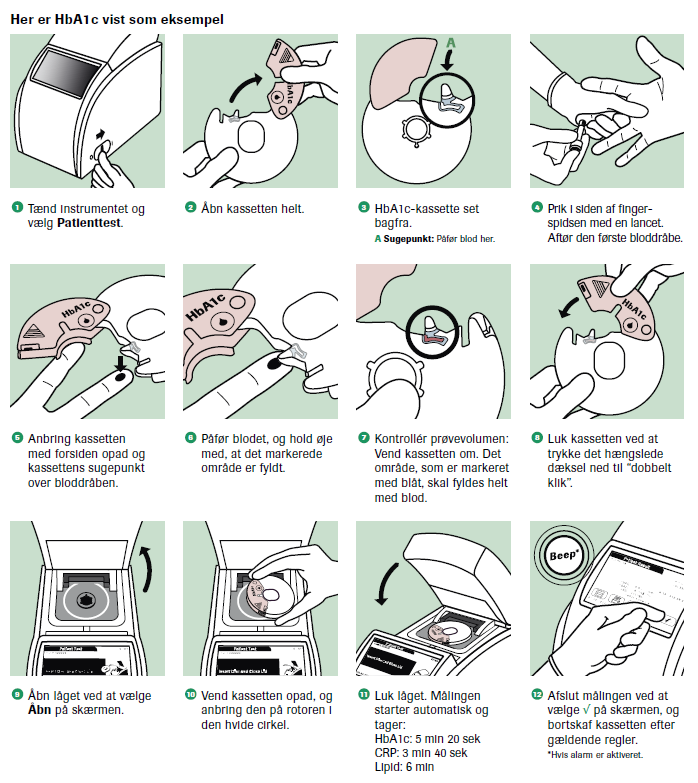 Her er HbA1c vist som eksempel
HbA1c
A
1 Tænd instrumentet og
vælg Patienttest.
2 Åbn kassetten helt.
3 HbA1c-kassette set
bagfra.
A Sugepunkt: Påfør blod her.
4 Prik i siden af finger-
spidsen med en lancet.
Aftør den første bloddråbe.
HbA1c
HbA1c
HbA1c
5 Anbring kassetten
med forsiden opad og
kassettens sugepunkt
over bloddråben.
6 Påfør blodet, og hold øje
med, at det markerede
område er fyldt.
7 Kontrollér prøvevolumen:
Vend kassetten om. Det
område, som er markeret
med blåt, skal fyldes helt
med blod.
8 Luk kassetten ved at
trykke det hængslede
dæksel ned til "dobbelt
klik".
Patient Test
Patient Test
Patient Test
Beep*
Patient Test
9 Åbn låget ved at vælge
Åbn på skærmen.
10 Vend kassetten opad, og
anbring den på rotoren i
den hvide cirkel.
11 Luk låget. Målingen
starter automatisk og
tager:
HbA1c: 5 min 20 sek
CRP: 3 min 40 sek
Lipid: 6 min
12 Afslut målingen ved at
vælge √ på skærmen, og
bortskaf kassetten efter
gældende regler.
*Hvis alarm er aktiveret.